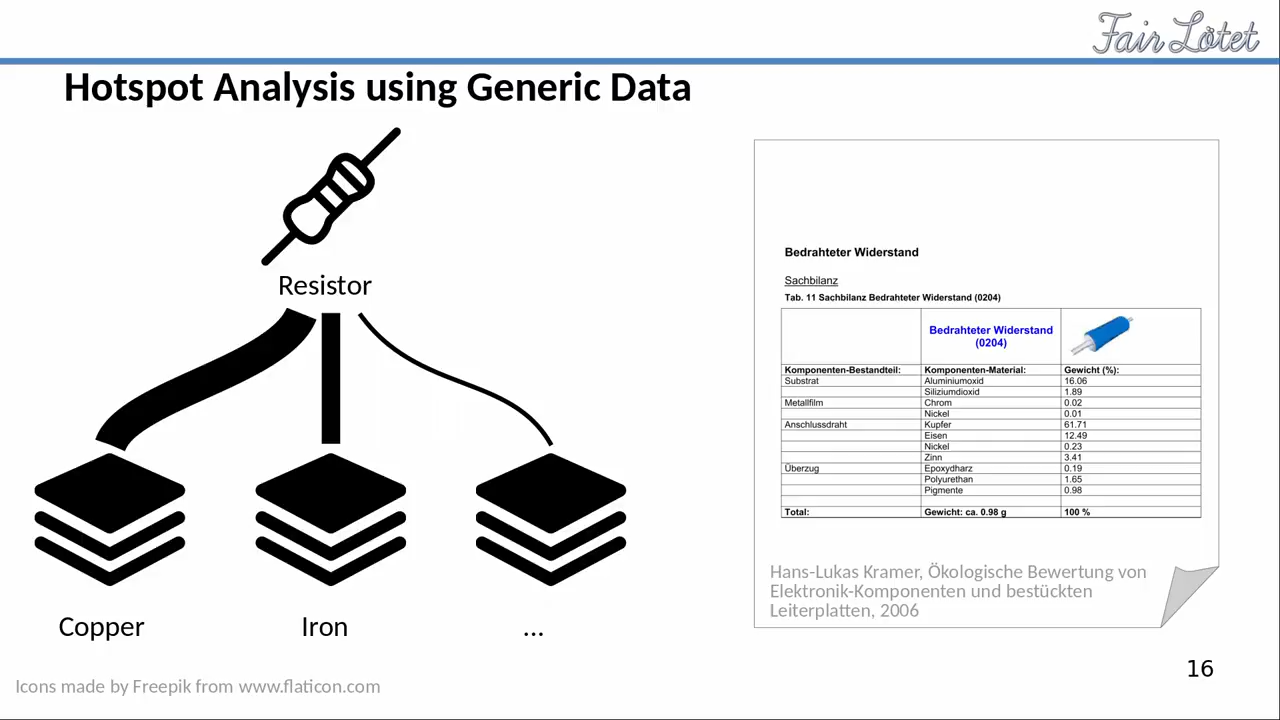 Fair Lötet
Hotspot Analysis using Generic Data
Resistor
Copper
Iron
...
Bedrahteter Widerstand
Sachbilanz
Tab. 11 Sachbilanz Bedrahteter Widerstand (0204)
Bedrahteter Widerstand
(0204)
Komponenten-Bestandteil: Komponenten-Material: Gewicht (%):
Substrat Aluminiumoxid 16.06
Siliziumdioxid 1.89
Metallfilm Chrom 0.02
Nickel 0.01
Anschlussdraht Kupfer 61.71
Eisen 12.49
Nickel 0.23
Zinn 3.41
Überzug Epoxydharz 0.19
Polyurethan 1.65
Pigmente 0.98
Total: Gewicht: ca. 0.98 g 100 %
Hans-Lukas Kramer, Ökologische Bewertung von
Elektronik-Komponenten und bestückten
Leiterplatten, 2006
16
Icons made by Freepik from www.flaticon.com